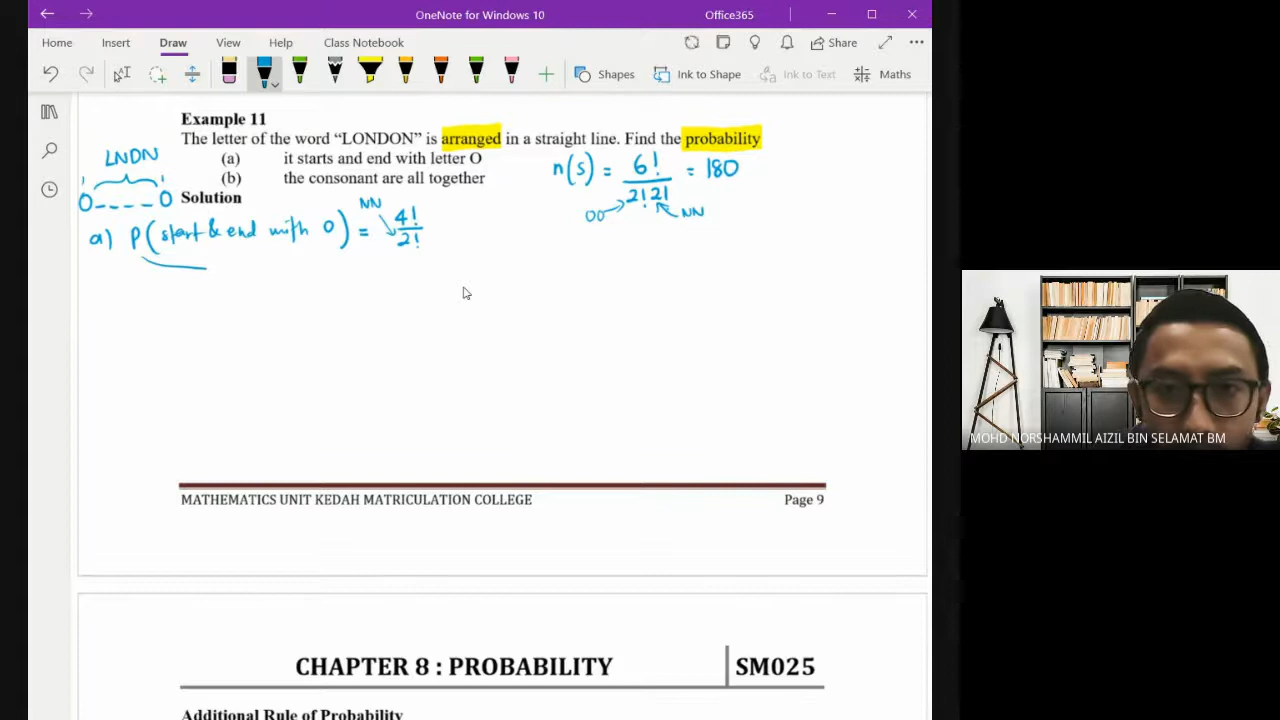 OneNote for Windows 10
Office365
Home Insert Draw View Help Class Notebook
Share
Shapes Ink to Shape Ink to Text Maths
Example 11
The letter of the word “LONDON” is arranged in a straight line. Find the probability
(a) it starts and end with letter O
(b) the consonant are all together
Solution
LNDN
O _ _ _ _ O
1 1
n(s) = 6! / 2!2! = 180
OO NN
NN
a) P(start & end with O) = 4! / 2!
MATHEMATICS UNIT KEDAH MATRICULATION COLLEGE Page 9
CHAPTER 8 : PROBABILITY SM025
Additional Rule of Probability
MOHD NORSHAMMIL AIZIL BIN SELAMAT BM